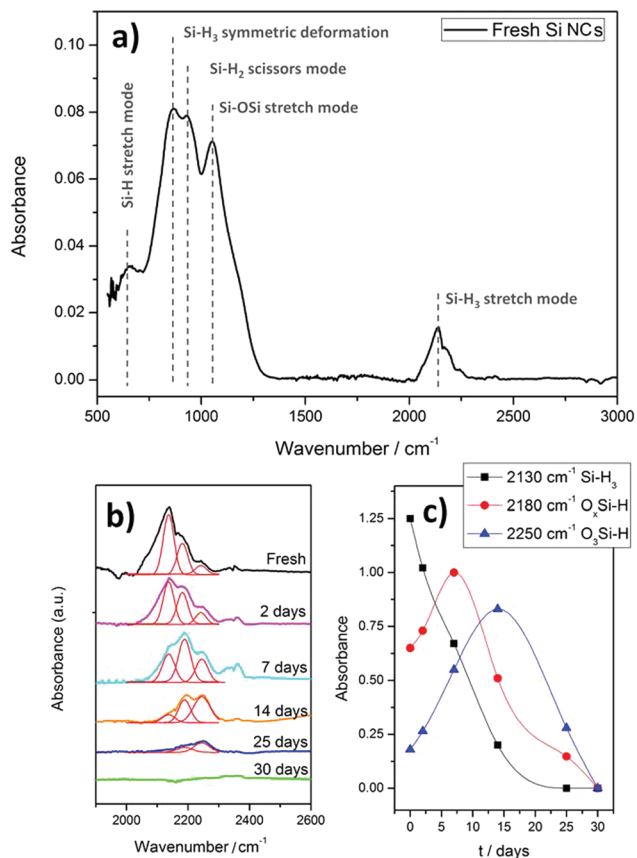 a)
Fresh Si NCs
Si-H₃ symmetric deformation
Si-H₂ scissors mode
Si-OSi stretch mode
Si-H stretch mode
Si-H₃ stretch mode
Absorbance
0.10
0.08
0.06
0.04
0.02
0.00
500 1000 1500 2000 2500 3000
Wavenumber / cm⁻¹
b)
Fresh
2 days
7 days
14 days
25 days
30 days
Absorbance (a.u.)
2000 2200 2400 2600
Wavenumber / cm⁻¹
c)
2130 cm⁻¹ Si-H₃
2180 cm⁻¹ OₓSi-H
2250 cm⁻¹ O₃Si-H
Absorbance
1.25
1.00
0.75
0.50
0.25
0.00
0 5 10 15 20 25 30
t / days